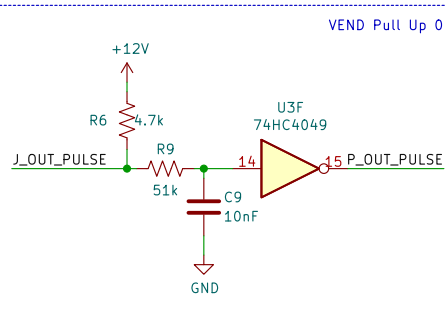 VEND Pull Up 0
+12V
R6
4.7k
U3F
74HC4049
J_OUT_PULSE
R9
51k
14
15
P_OUT_PULSE
C9
10nF
GND